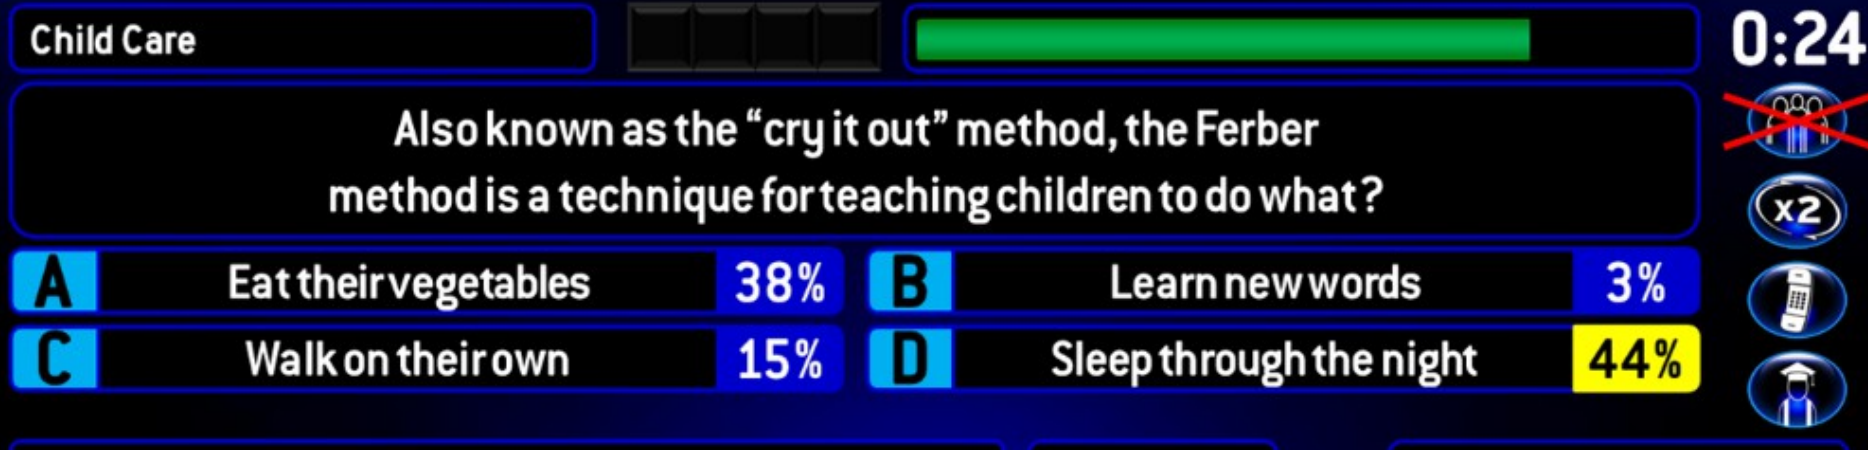 Child Care
0:24
Also known as the “cry it out” method, the Ferber
method is a technique for teaching children to do what?
x2
A Eat their vegetables 38% B Learn new words 3%
C Walk on their own 15% D Sleep through the night 44%